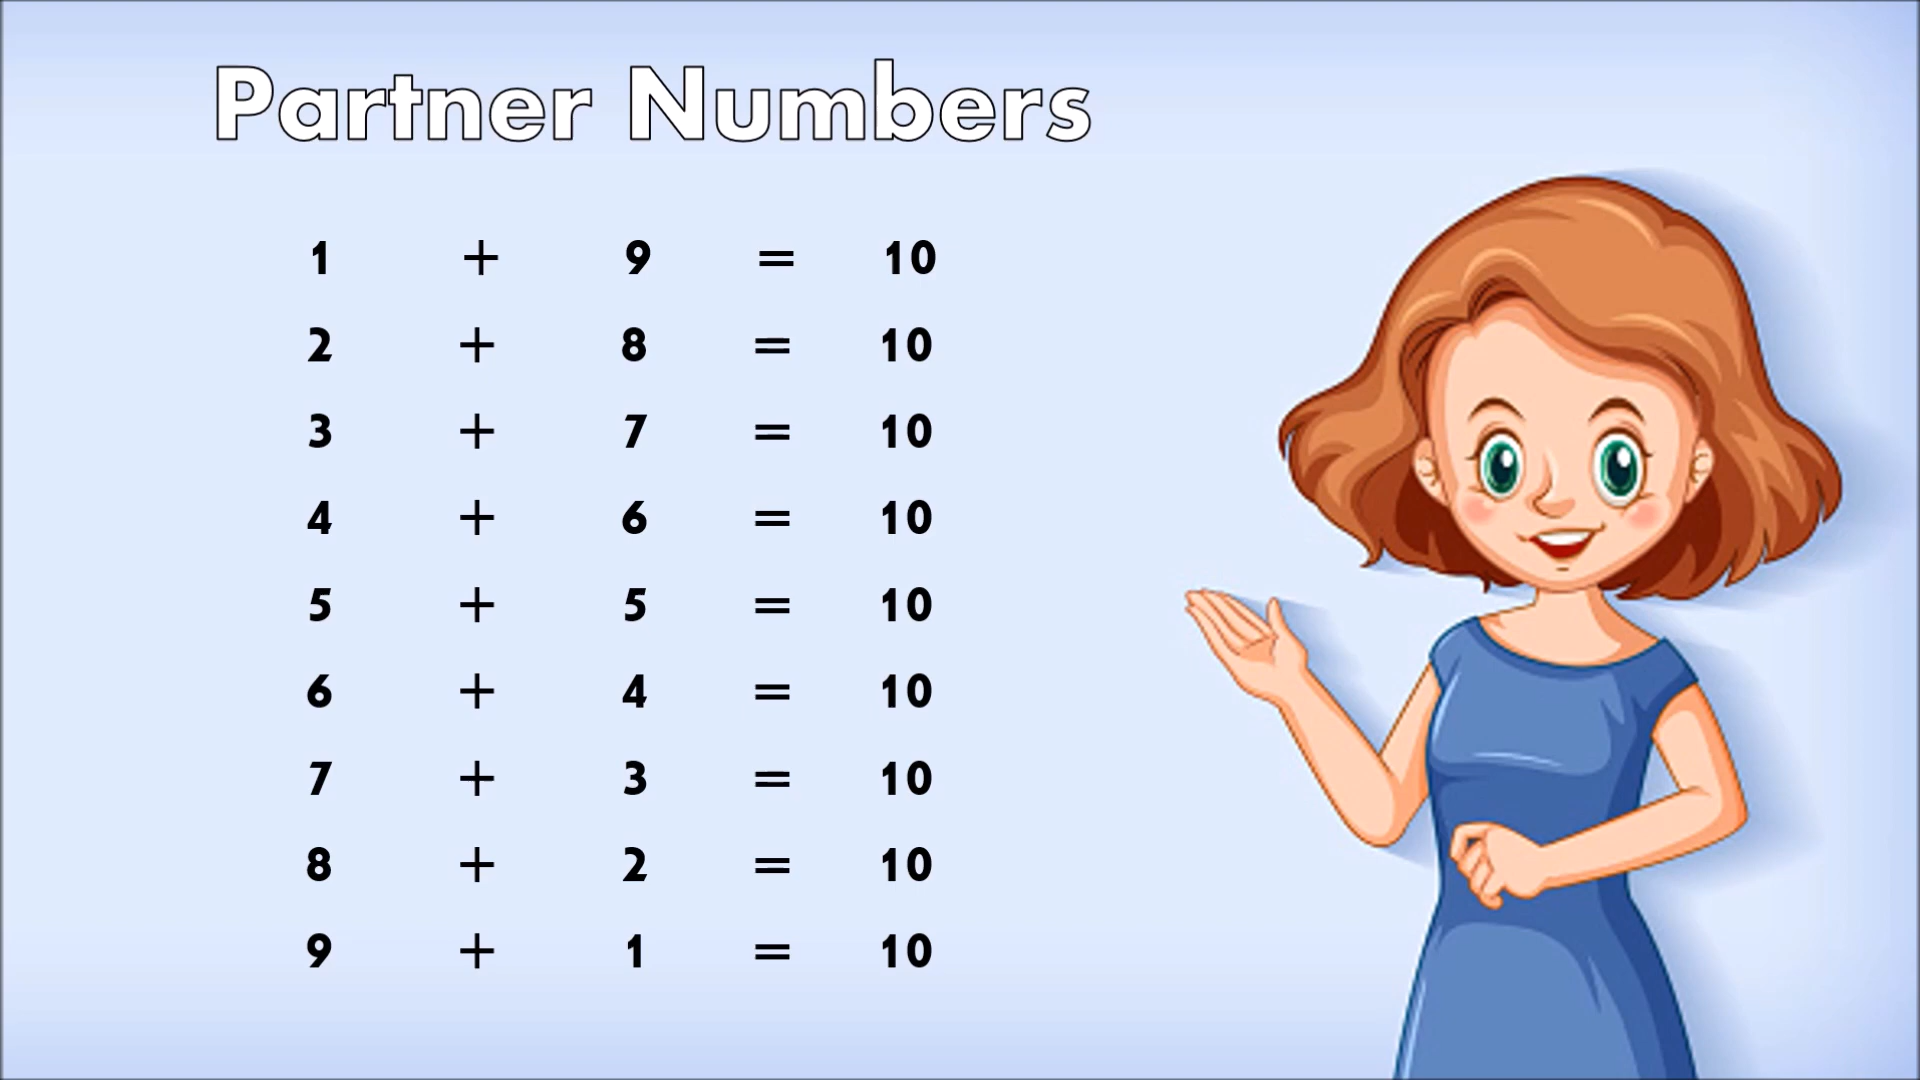 Partner Numbers
1 + 9 = 10
2 + 8 = 10
3 + 7 = 10
4 + 6 = 10
5 + 5 = 10
6 + 4 = 10
7 + 3 = 10
8 + 2 = 10
9 + 1 = 10